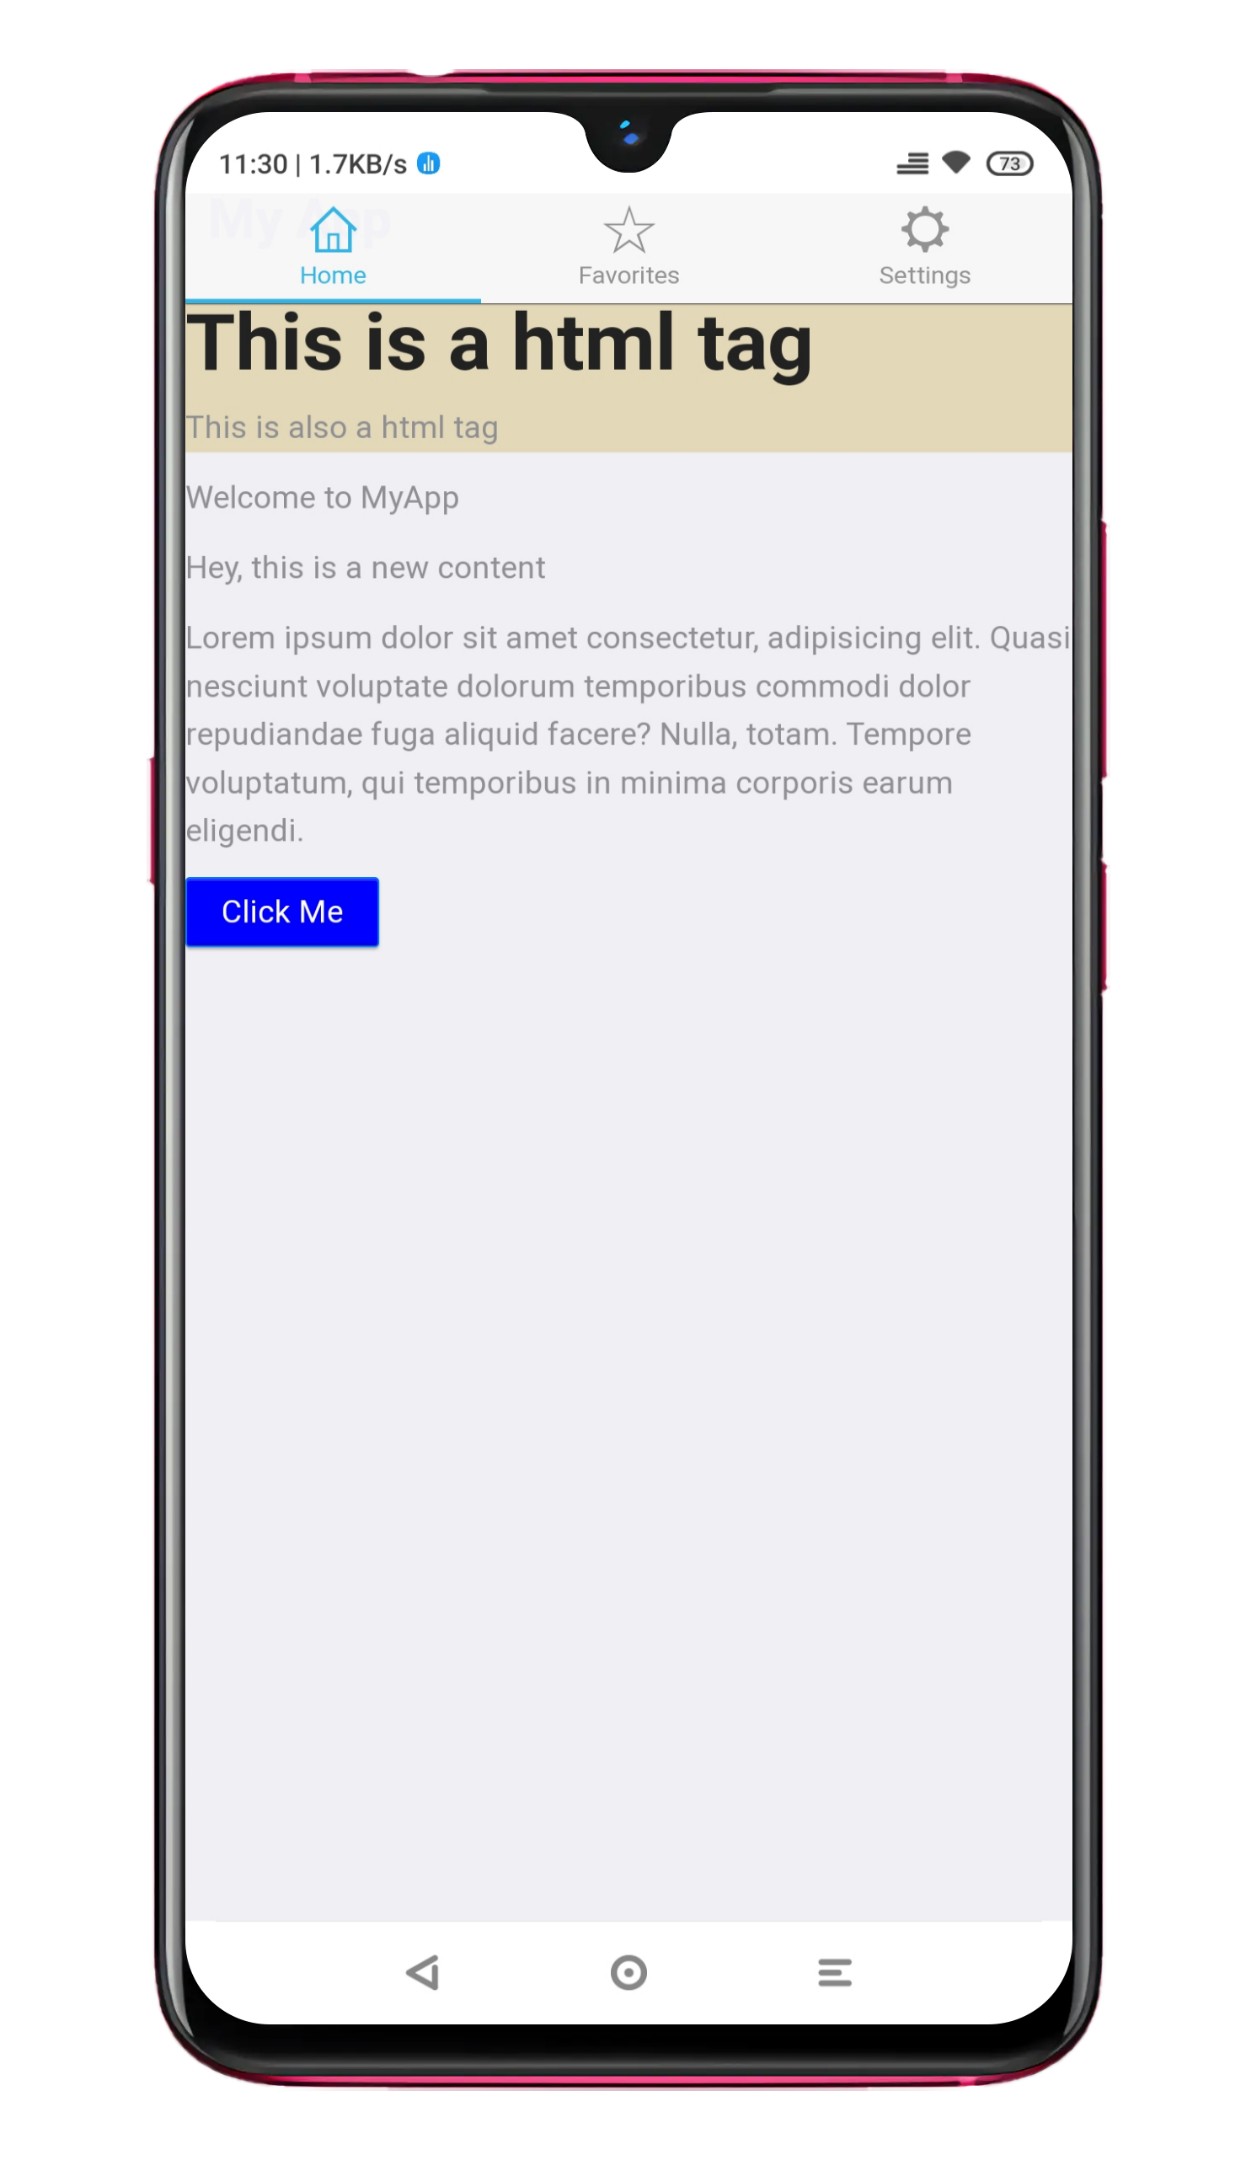 11:30 | 1.7KB/s
73
My App
Home
Favorites
Settings
This is a html tag
This is also a html tag
Welcome to MyApp
Hey, this is a new content
Lorem ipsum dolor sit amet consectetur, adipisicing elit. Quasi
nesciunt voluptate dolorum temporibus commodi dolor
repudiandae fuga aliquid facere? Nulla, totam. Tempore
voluptatum, qui temporibus in minima corporis earum
eligendi.
Click Me